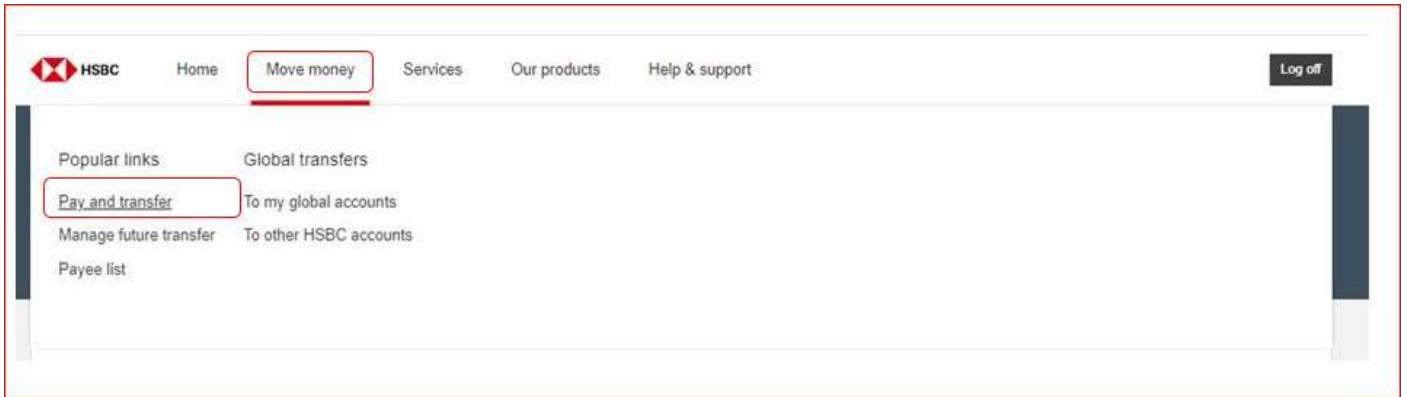 HSBC Home Move money Services Our products Help & support Log off
Popular links Global transfers
Pay and transfer To my global accounts
Manage future transfer To other HSBC accounts
Payee list